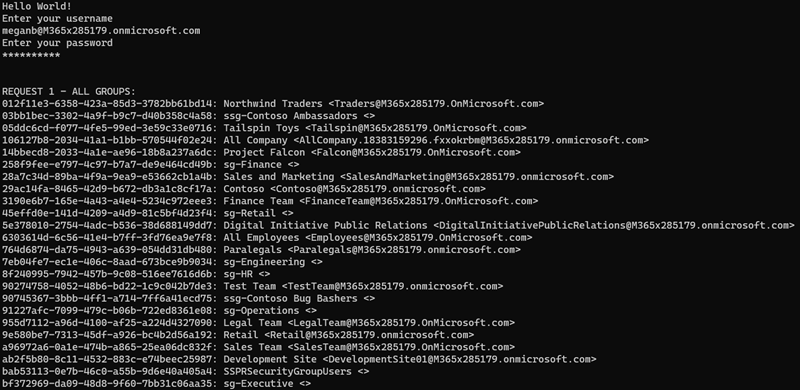 Hello World!
Enter your username
meganb@M365x285179.onmicrosoft.com
Enter your password
**********
REQUEST 1 - ALL GROUPS:
012f11e3-6358-423a-85d3-3782bb61bd14: Northwind Traders <Traders@M365x285179.OnMicrosoft.com>
03bb1bec-3302-4a9f-b9c7-d40b358c4a58: ssg-Contoso Ambassadors <>
05ddc6cd-f077-4fe5-99ed-3e59c33e0716: Tailspin Toys <Tailspin@M365x285179.OnMicrosoft.com>
106127b8-2034-41a1-b1bb-570544f02e24: All Company <AllCompany.18383159296.fxxokrbm@M365x285179.onmicrosoft.com>
14bbecd8-2033-4a1e-ae96-18b8a237a6dc: Project Falcon <Falcon@M365x285179.OnMicrosoft.com>
258f9fee-e797-4c97-b7a7-de9e464cd49b: sg-Finance <>
28a7c34d-89ba-4f9a-9ea9-e53662cb1a4b: Sales and Marketing <SalesAndMarketing@M365x285179.OnMicrosoft.com>
29ac14fa-8465-42d9-b672-db3a1c8cf17a: Contoso <Contoso@M365x285179.OnMicrosoft.com>
3190e6b7-165e-4a43-a4e4-5234c972eee3: Finance Team <FinanceTeam@M365x285179.OnMicrosoft.com>
45effd0e-141d-4209-a4d9-81c5bf4d23f4: sg-Retail <>
5e378010-2754-4adc-b536-38d688149dd7: Digital Initiative Public Relations <DigitalInitiativePublicRelations@M365x285179.OnMicrosoft.com>
6303614d-6c56-41e4-b7ff-3fd76ea9e7f8: All Employees <Employees@M365x285179.OnMicrosoft.com>
764d6874-da75-4943-a639-054dd31db480: Paralegals <Paralegals@M365x285179.OnMicrosoft.com>
7eb04fe7-ec1e-406c-8aad-673bce9b9034: sg-Engineering <>
8f240995-7942-457b-9c08-516ee7616d6b: sg-HR <>
90274758-4052-48b6-bd22-1c9c042b7de3: Test Team <TestTeam@M365x285179.onmicrosoft.com>
90745367-3bbb-4ff1-a714-7ff6a41ecd75: ssg-Contoso Bug Bashers <>
91227afc-7099-479c-b06b-722ed8361e08: sg-Operations <>
955d7112-a96d-4100-af25-a224d4327090: Legal Team <LegalTeam@M365x285179.OnMicrosoft.com>
9e580be7-7313-45df-a926-bc4b2d56a192: Retail <Retail@M365x285179.OnMicrosoft.com>
a96972a6-0a1e-474b-a865-25ea06dc832f: Sales Team <SalesTeam@M365x285179.OnMicrosoft.com>
ab2f5b80-8c11-4532-883c-e74beec25987: Development Site <DevelopmentSite01@M365x285179.onmicrosoft.com>
bab53113-0e7b-46c0-a55b-9d6e40a405a4: SSPRSecurityGroupUsers <>
bf372969-da09-48d8-9f60-7bb31c06aa35: sg-Executive <>